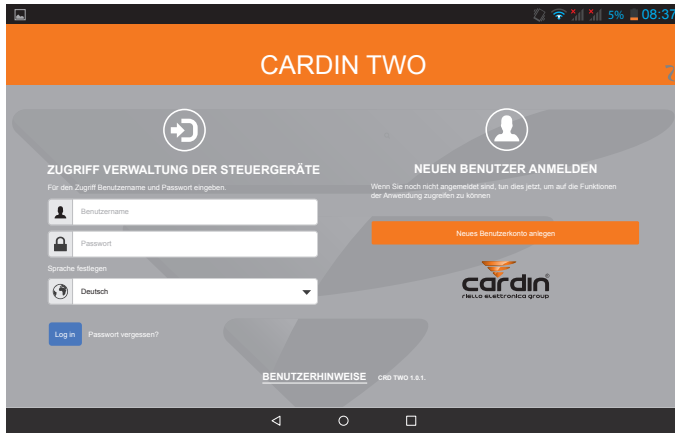 5% 08:37
CARDIN TWO
ZUGRIFF VERWALTUNG DER STEUERGERÄTE
Für den Zugriff Benutzername und Passwort eingeben.
Benutzername
Passwort
Sprache festlegen
Deutsch
Log in Passwort vergessen?
NEUEN BENUTZER ANMELDEN
Wenn Sie noch nicht angemeldet sind, tun dies jetzt, um auf die Funktionen
der Anwendung zugreifen zu können
Neues Benutzerkonto anlegen
cardin®
riello elettronica group
BENUTZERHINWEISE CRD TWO 1.0.1.